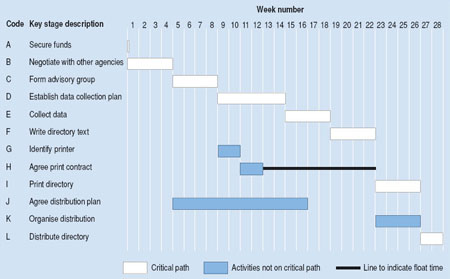 Week number
Code Key stage description 1 2 3 4 5 6 7 8 9 10 11 12 13 14 15 16 17 18 19 20 21 22 23 24 25 26 27 28
A Secure funds
B Negotiate with other agencies
C Form advisory group
D Establish data collection plan
E Collect data
F Write directory text
G Identify printer
H Agree print contract
I Print directory
J Agree distribution plan
K Organise distribution
L Distribute directory
Critical path Activities not on critical path Line to indicate float time